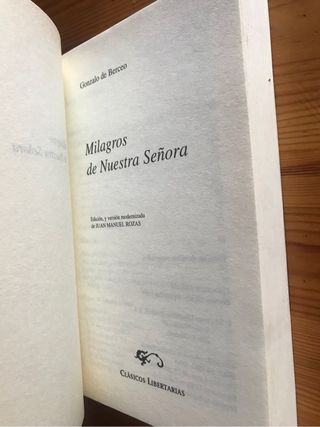 Gonzalo de Berceo
Milagros
de Nuestra Señora
Edición, y versión modernizada
de JUAN MANUEL ROZAS
CLÁSICOS LIBERTARIAS